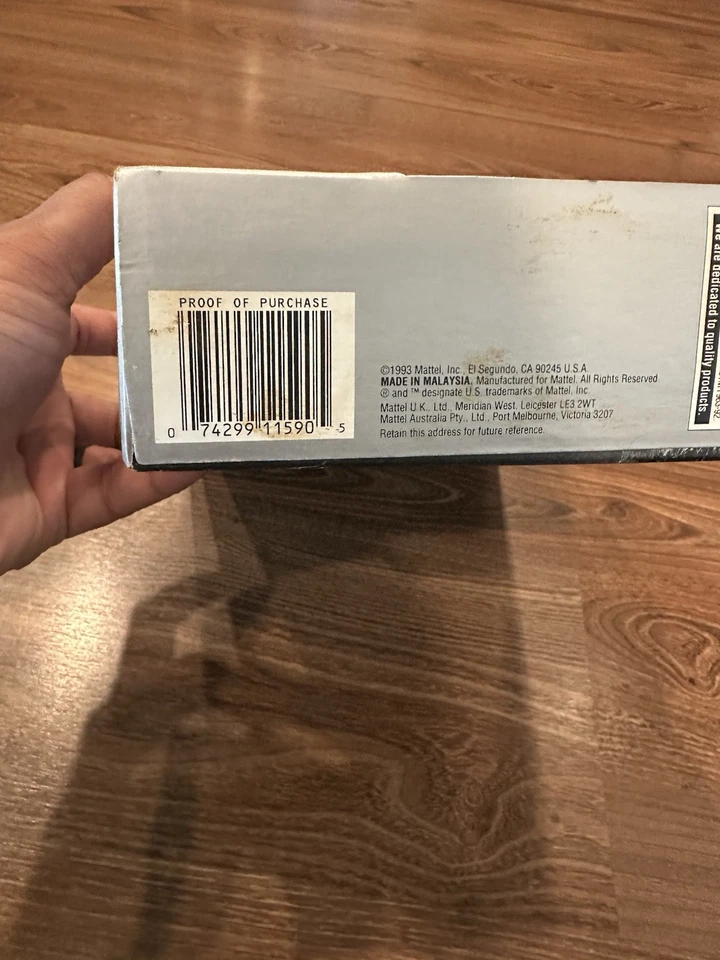 PROOF OF PURCHASE
0 74299 11590 5
©1993 Mattel, Inc., El Segundo, CA 90245 U.S.A.
MADE IN MALAYSIA. Manufactured for Mattel. All Rights Reserved
® and ™ designate U.S. trademarks of Mattel, Inc.
Mattel U.K. Ltd., Meridian West, Leicester LE3 2WT
Mattel Australia Pty., Ltd., Port Melbourne, Victoria 3207
Retain this address for future reference.
We are dedicated to quality products.